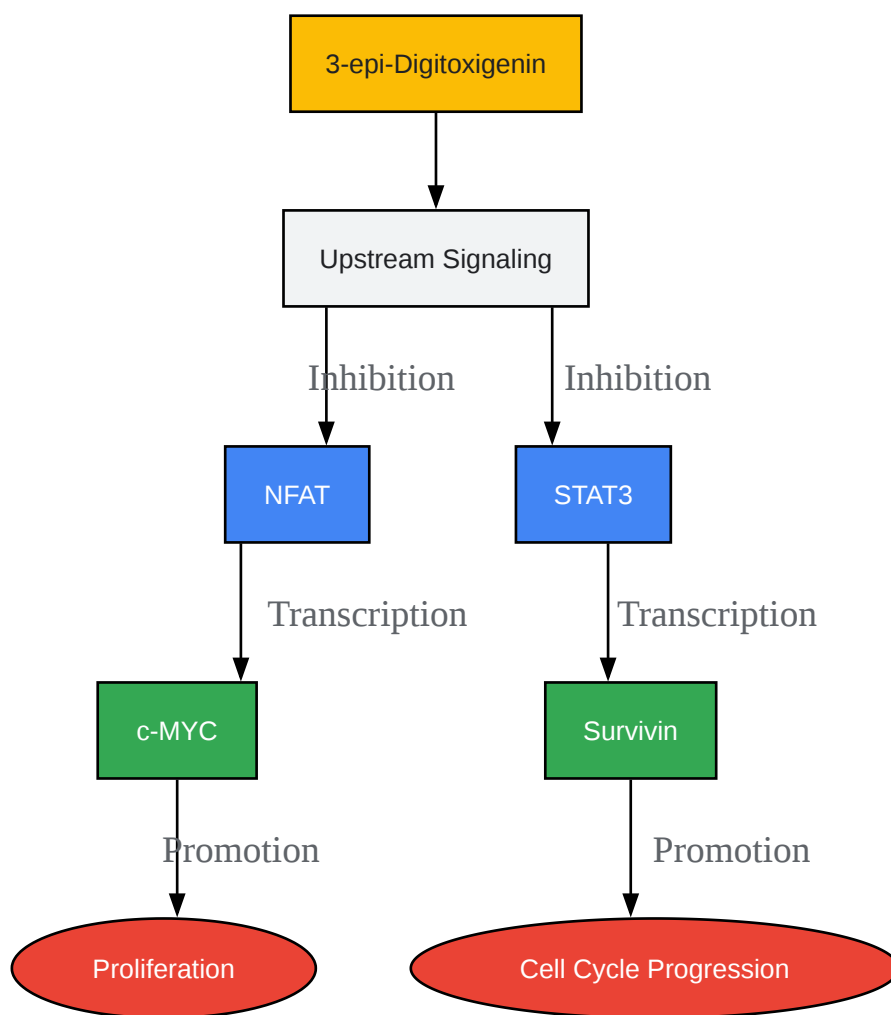 3-epi-Digitoxigenin
Upstream Signaling
Inhibition
Inhibition
NFAT
STAT3
Transcription
Transcription
c-MYC
Survivin
Promotion
Promotion
Proliferation
Cell Cycle Progression